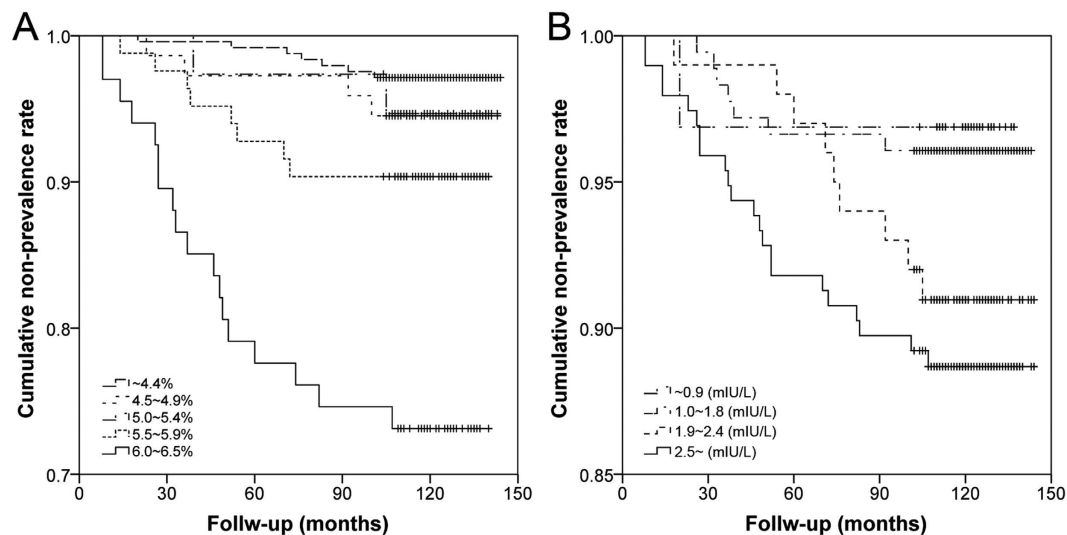 A
Cumulative non-prevalence rate
1.0
0.9
0.8
0.7
~4.4%
4.5~4.9%
5.0~5.4%
5.5~5.9%
6.0~6.5%
0 30 60 90 120 150
Follw-up (months)
B
Cumulative non-prevalence rate
1.00
0.95
0.90
0.85
~0.9 (mIU/L)
1.0~1.8 (mIU/L)
1.9~2.4 (mIU/L)
2.5~ (mIU/L)
0 30 60 90 120 150
Follw-up (months)